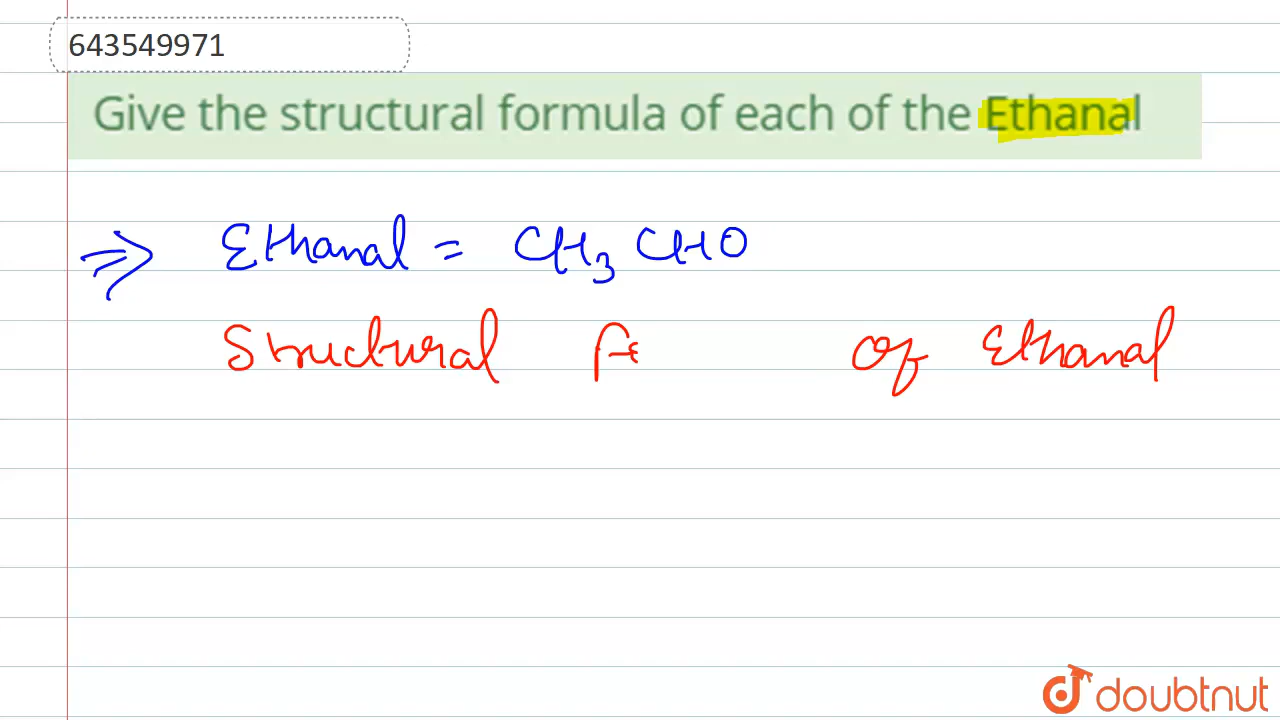 643549971
Give the structural formula of each of the Ethanal
⇒ Ethanal = CH3 CHO
Structural of Ethanal
doubtnut